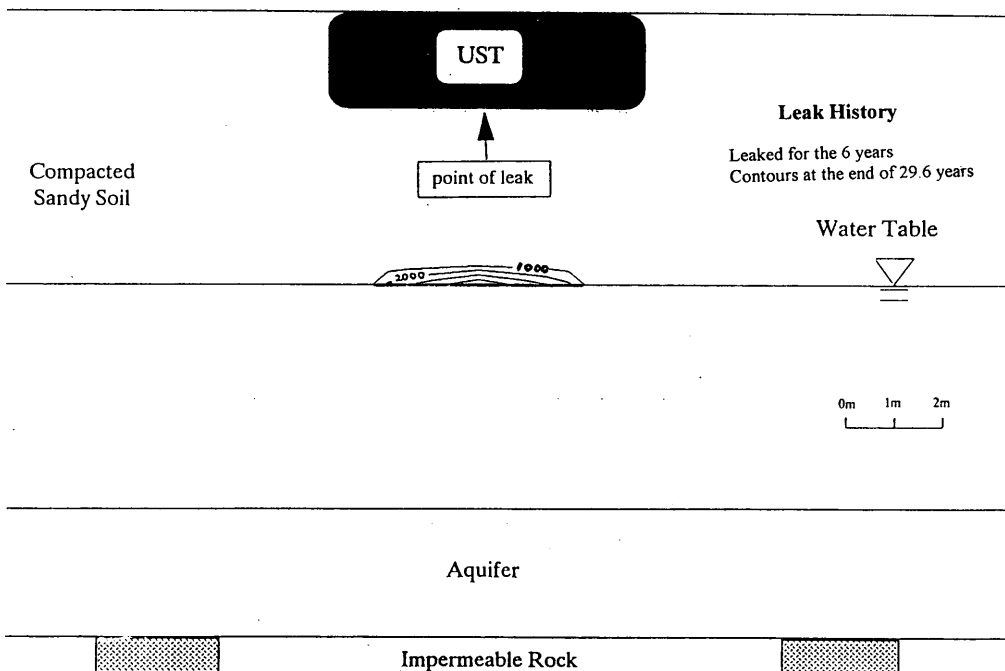 UST
Leak History
Leaked for the 6 years
Contours at the end of 29.6 years
point of leak
Compacted
Sandy Soil
Water Table
2000
1000
0m 1m 2m
Aquifer
Impermeable Rock